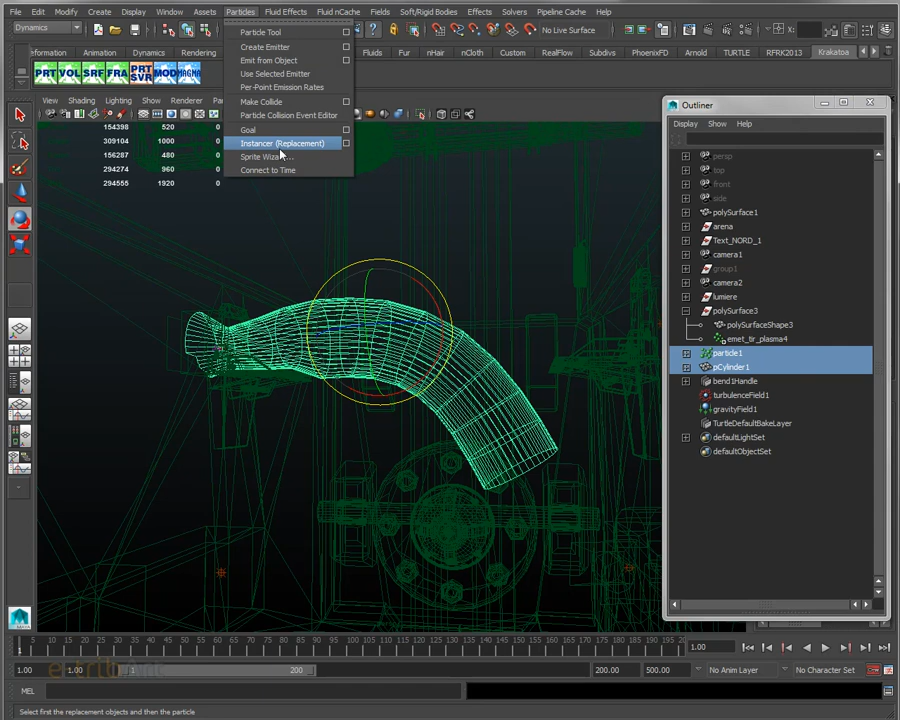 File Edit Modify Create Display Window Assets Particles Fluid Effects Fluid nCache Fields Soft/Rigid Bodies Effects Solvers Pipeline Cache Help
Dynamics
No Live Surface
eformation Animation Dynamics Rendering
Fluids Fur nHair nCloth Custom RealFlow Subdivs PhoenixFD Arnold TURTLE RFRK2013 Krakatoa
PRT VOL SRF FRA PRT SVR MOD MAGMA
View Shading Lighting Show Renderer Pa
154398 520 0
309104 1000 0
156287 480 0
294274 960 0
294555 1920 0
Particle Tool
Create Emitter
Emit from Object
Use Selected Emitter
Per-Point Emission Rates
Make Collide
Particle Collision Event Editor
Goal
Instancer (Replacement)
Sprite Wizard...
Connect to Time
Outliner
Display Show Help
persp
top
front
side
polySurface1
arena
Text_NORD_1
camera1
group1
camera2
lumiere
polySurface3
polySurfaceShape3
emet_tir_plasma4
particle1
pCylinder1
bend1Handle
turbulenceField1
gravityField1
TurtleDefaultBakeLayer
defaultLightSet
defaultObjectSet
5 10 15 20 25 30 35 40 45 50 55 60 65 70 75 80 85 90 95 100 105 110 115 120 125 130 135 140 145 150 155 160 165 170 175 180 185 190 195 20
1
1.00
1.00 1.00 1 200 200.00 500.00 No Anim Layer No Character Set
MEL
Select first the replacement objects and then the particle